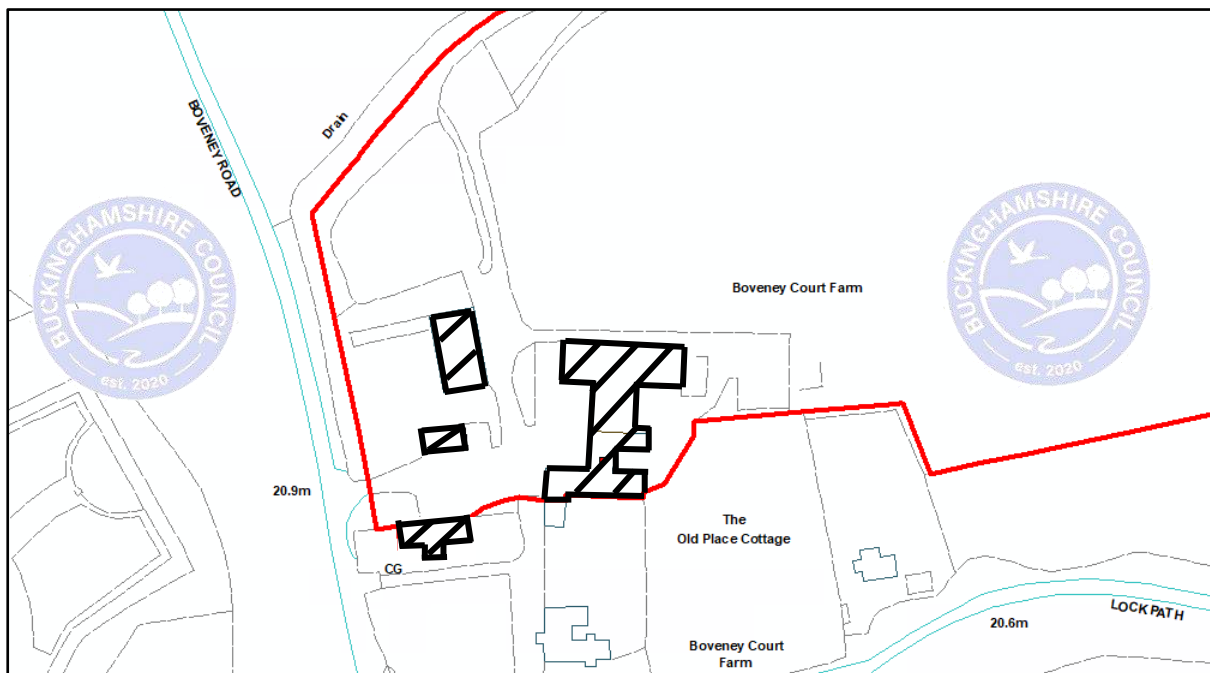 Drain
BOVENEY ROAD
BUCKINGHAMSHIRE COUNCIL
est. 2020
BUCKINGHAMSHIRE COUNCIL
est. 2020
Boveney Court Farm
20.9m
The
Old Place Cottage
CG
LOCK PATH
20.6m
Boveney Court
Farm